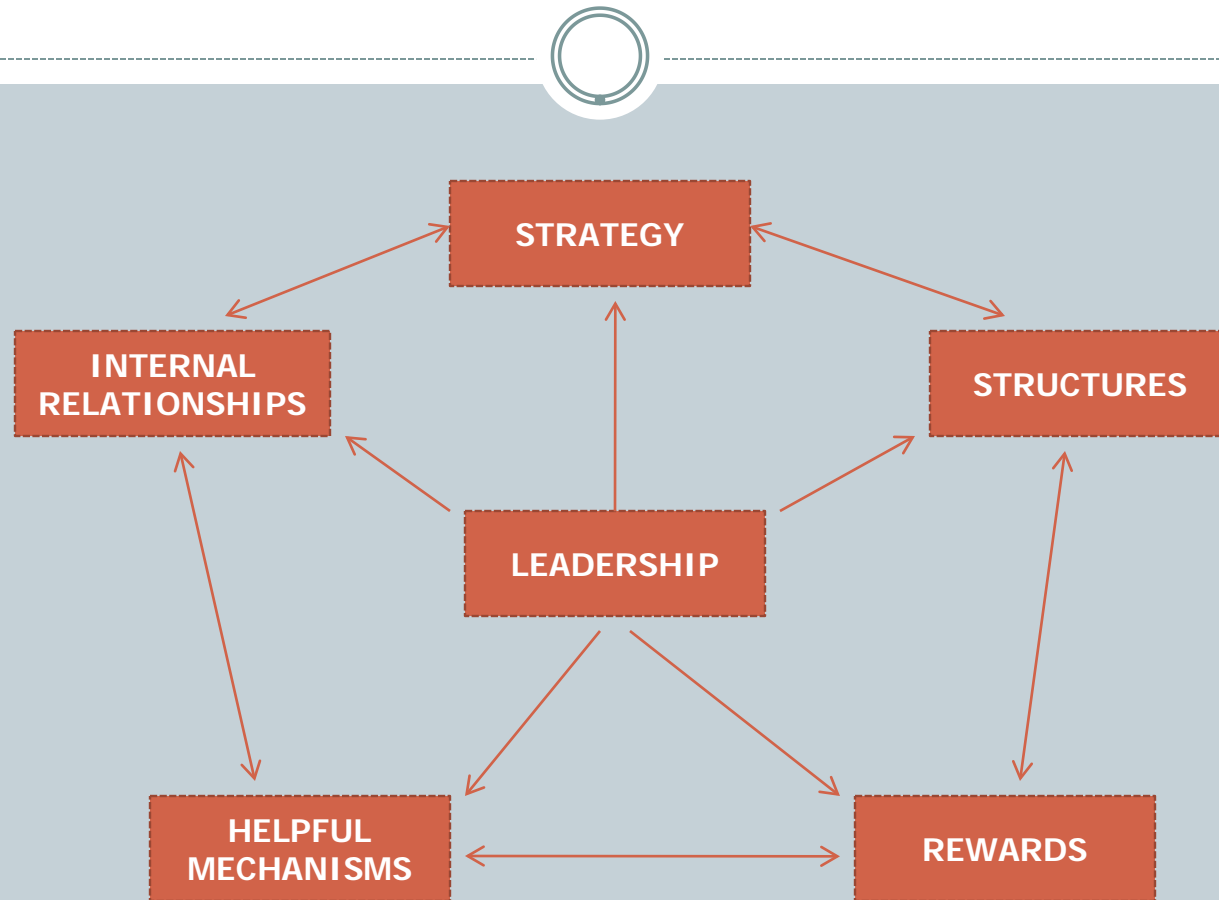 STRATEGY
INTERNAL
RELATIONSHIPS
STRUCTURES
LEADERSHIP
HELPFUL
MECHANISMS
REWARDS